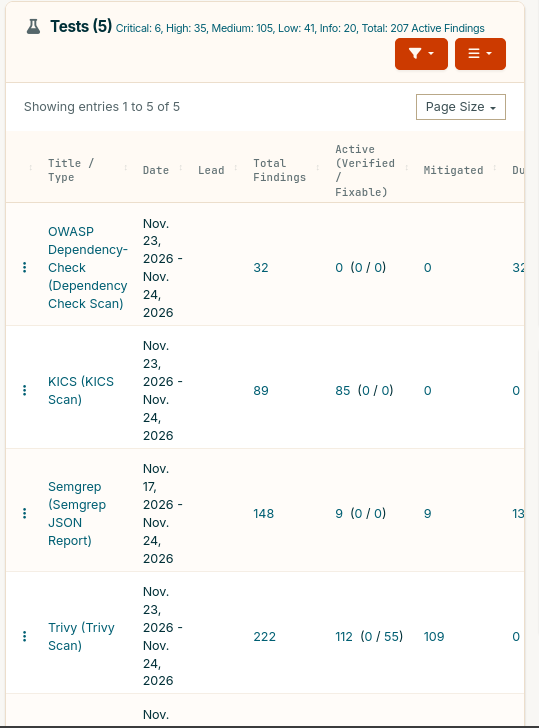 Tests (5) Critical: 6, High: 35, Medium: 105, Low: 41, Info: 20, Total: 207 Active Findings
Showing entries 1 to 5 of 5
Page Size
Title /
Type
Date
Lead
Total
Findings
Active
(Verified
/
Fixable)
Mitigated
Du
OWASP
Dependency-
Check
(Dependency
Check Scan)
Nov.
23,
2026 -
Nov.
24,
2026
32
0 (0 / 0)
0
32
KICS (KICS
Scan)
Nov.
23,
2026 -
Nov.
24,
2026
89
85 (0 / 0)
0
0
Semgrep
(Semgrep
JSON
Report)
Nov.
17,
2026 -
Nov.
24,
2026
148
9 (0 / 0)
9
13
Trivy (Trivy
Scan)
Nov.
23,
2026 -
Nov.
24,
2026
222
112 (0 / 55)
109
0
Nov.